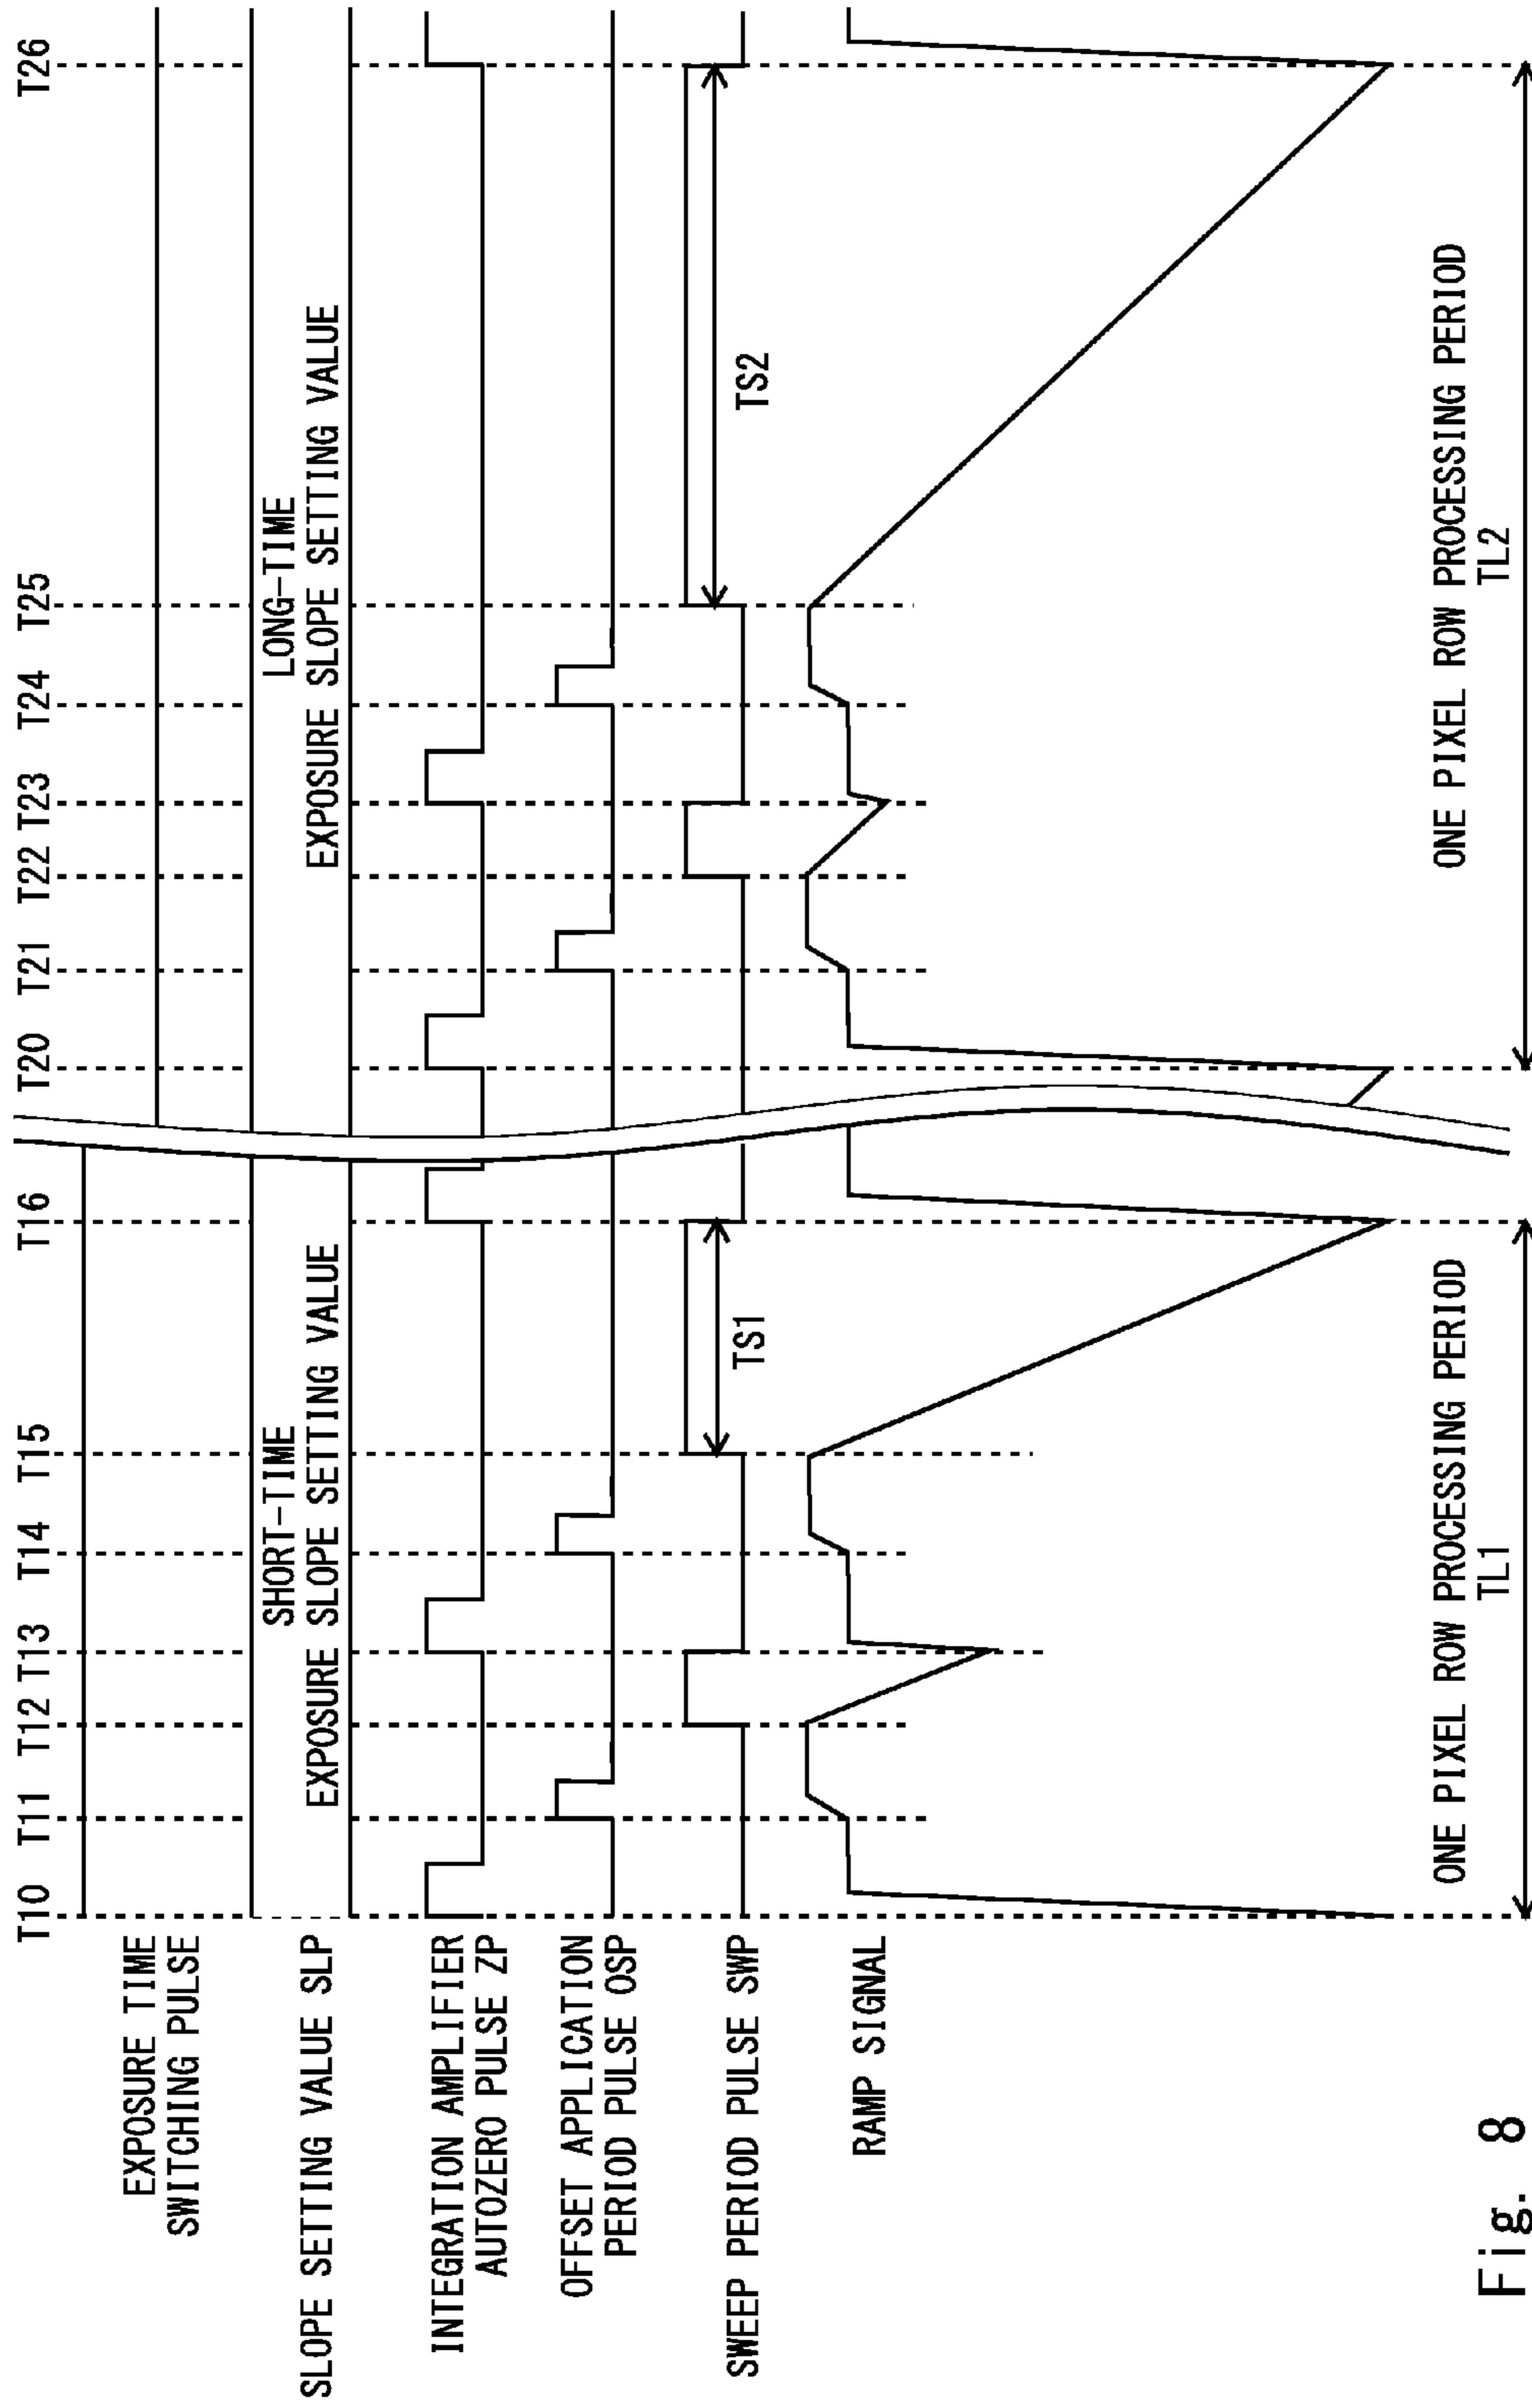 T10 T11 T12 T13 T14 T15 T16 T20 T21 T22 T23 T24 T25 T26
EXPOSURE TIME
SWITCHING PULSE
SLOPE SETTING VALUE SLP
SHORT-TIME
EXPOSURE SLOPE SETTING VALUE
LONG-TIME
EXPOSURE SLOPE SETTING VALUE
INTEGRATION AMPLIFIER
AUTOZERO PULSE ZP
OFFSET APPLICATION
PERIOD PULSE OSP
SWEEP PERIOD PULSE SWP
TS1
TS2
RAMP SIGNAL
ONE PIXEL ROW PROCESSING PERIOD
TL1
ONE PIXEL ROW PROCESSING PERIOD
TL2
Fig. 8